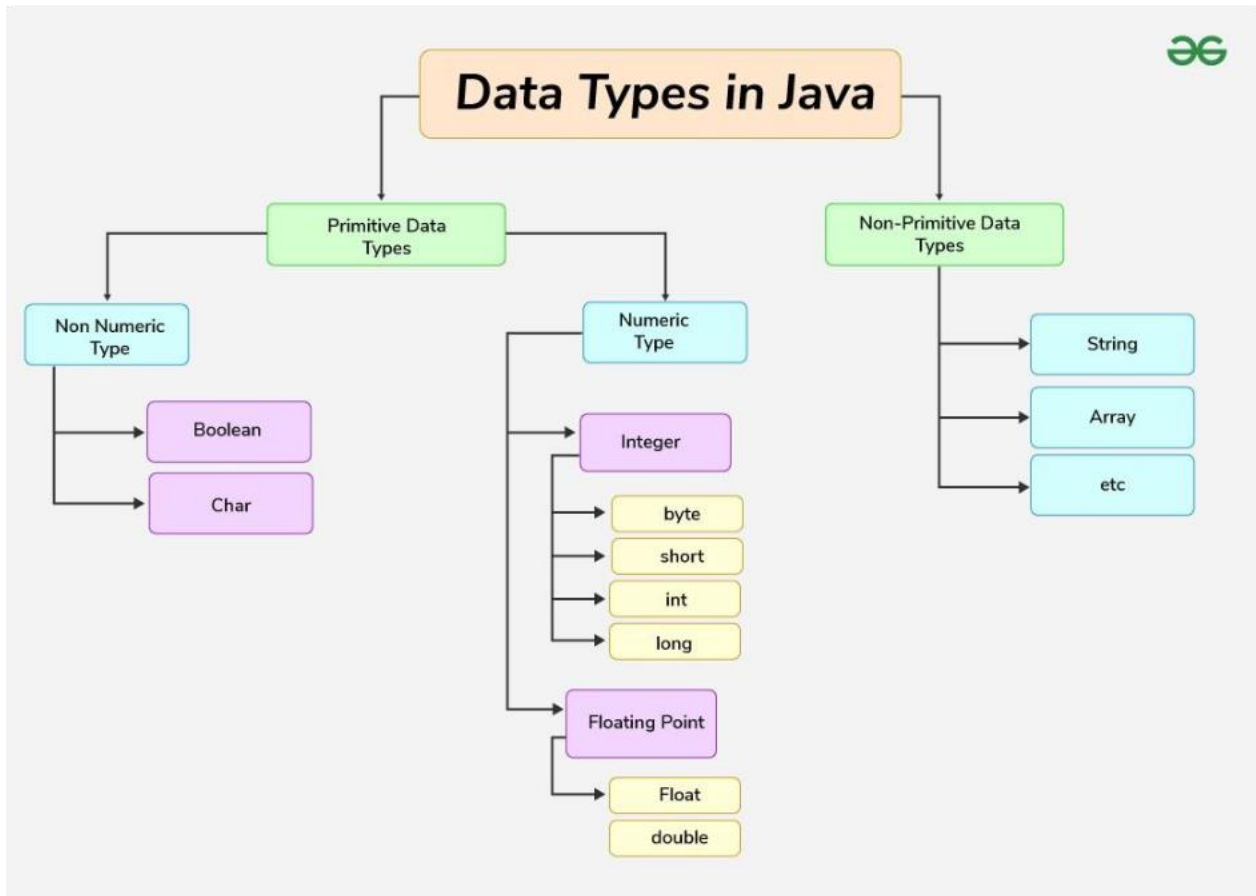 Data Types in Java
Primitive Data
Types
Non-Primitive Data
Types
Non Numeric
Type
Numeric
Type
Boolean
Char
Integer
byte
short
int
long
Floating Point
Float
double
String
Array
etc